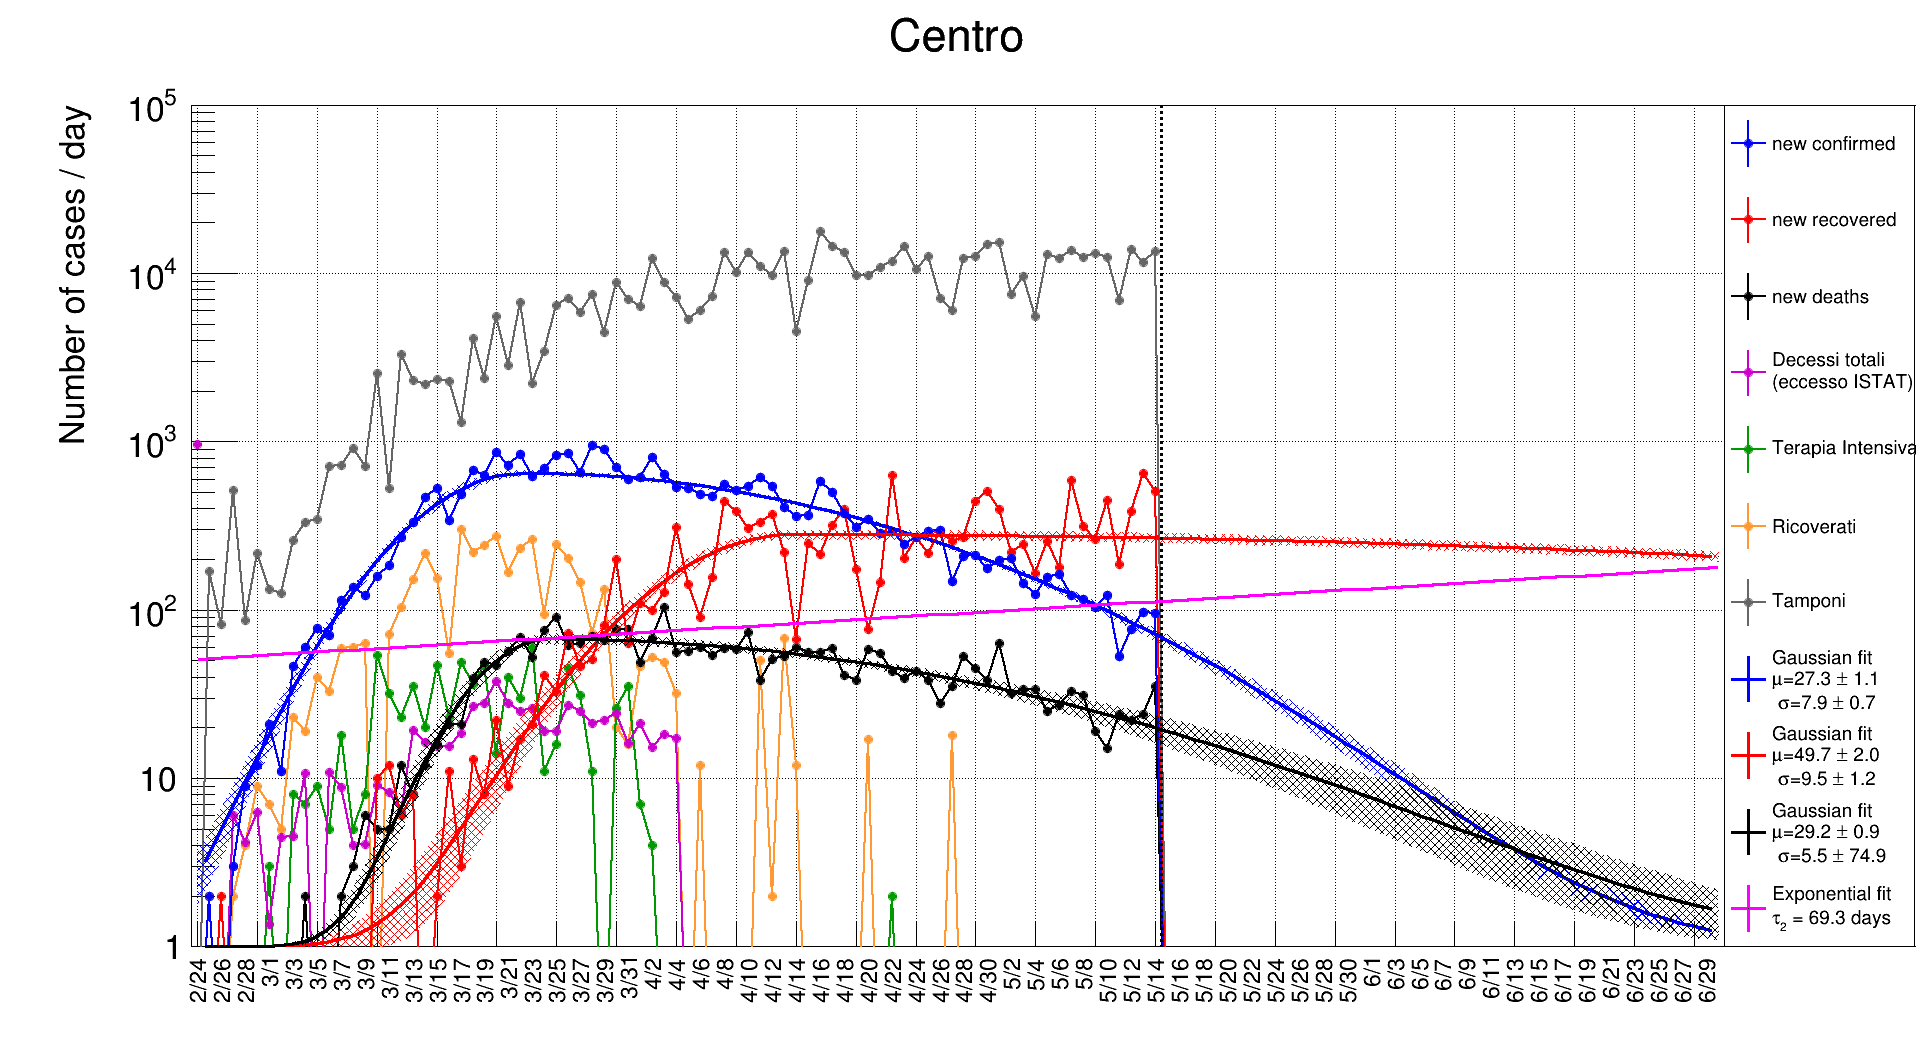 Centro
Number of cases / day
10^5
10^4
10^3
10^2
10
1
2/24 2/26 2/28 3/1 3/3 3/5 3/7 3/9 3/11 3/13 3/15 3/17 3/19 3/21 3/23 3/25 3/27 3/29 3/31 4/2 4/4 4/6 4/8 4/10 4/12 4/14 4/16 4/18 4/20 4/22 4/24 4/26 4/28 4/30 5/2 5/4 5/6 5/8 5/10 5/12 5/14 5/16 5/18 5/20 5/22 5/24 5/26 5/28 5/30 6/1 6/3 6/5 6/7 6/9 6/11 6/13 6/15 6/17 6/19 6/21 6/23 6/25 6/27 6/29
new confirmed
new recovered
new deaths
Decessi totali
(eccesso ISTAT)
Terapia Intensiva
Ricoverati
Tamponi
Gaussian fit
μ=27.3 ± 1.1
σ=7.9 ± 0.7
Gaussian fit
μ=49.7 ± 2.0
σ=9.5 ± 1.2
Gaussian fit
μ=29.2 ± 0.9
σ=5.5 ± 74.9
Exponential fit
τ₂ = 69.3 days